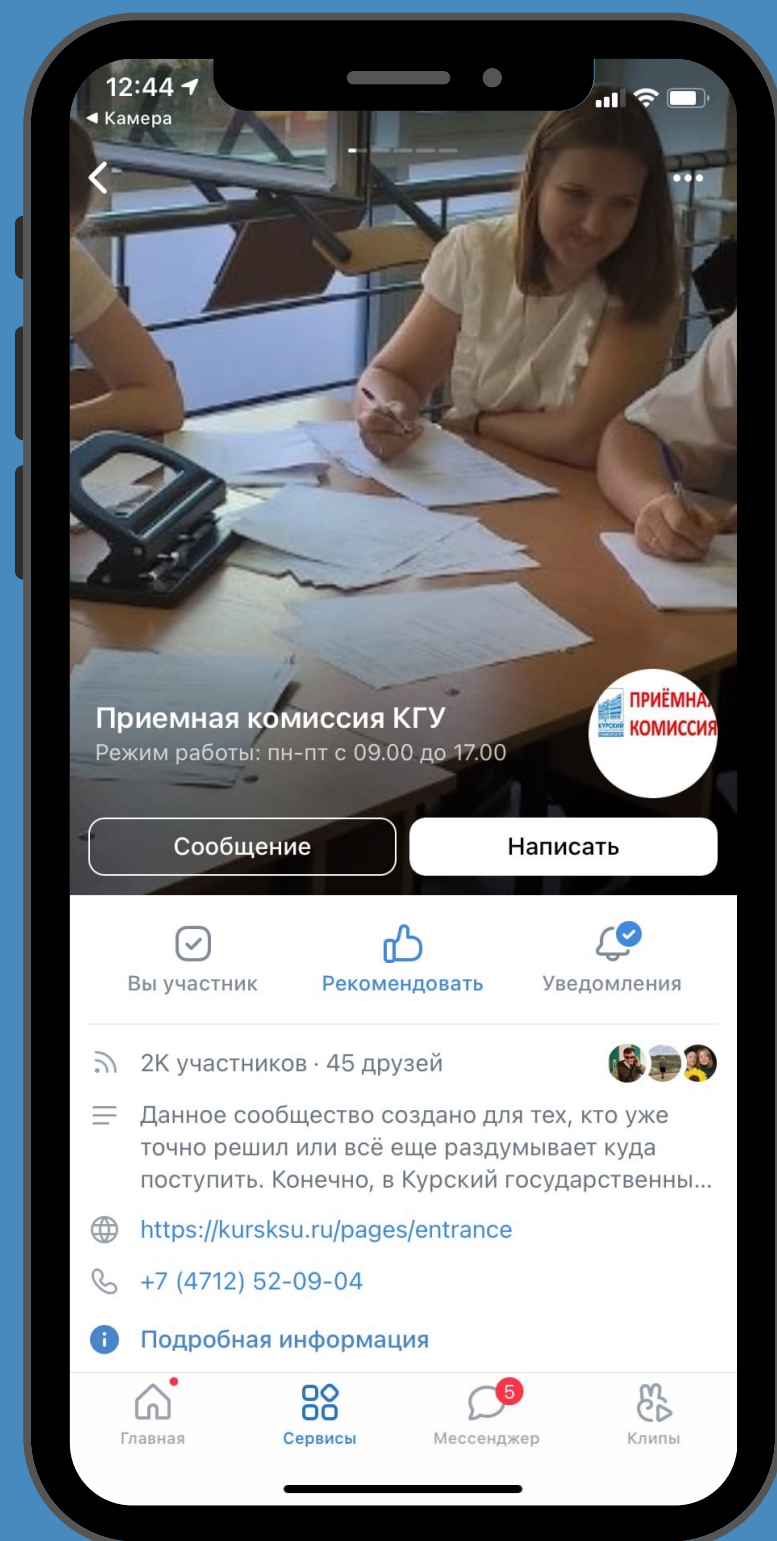 12:44
Камера
КУРСКИЙ
ПРИЁМНАЯ
КОМИССИЯ
Приемная комиссия КГУ
Режим работы: пн-пт с 09.00 до 17.00
Сообщение
Написать
Вы участник
Рекомендовать
Уведомления
2K участников · 45 друзей
Данное сообщество создано для тех, кто уже
точно решил или всё еще раздумывает куда
поступить. Конечно, в Курский государственны...
https://kursksu.ru/pages/entrance
+7 (4712) 52-09-04
Подробная информация
5
Главная
Сервисы
Мессенджер
Клипы